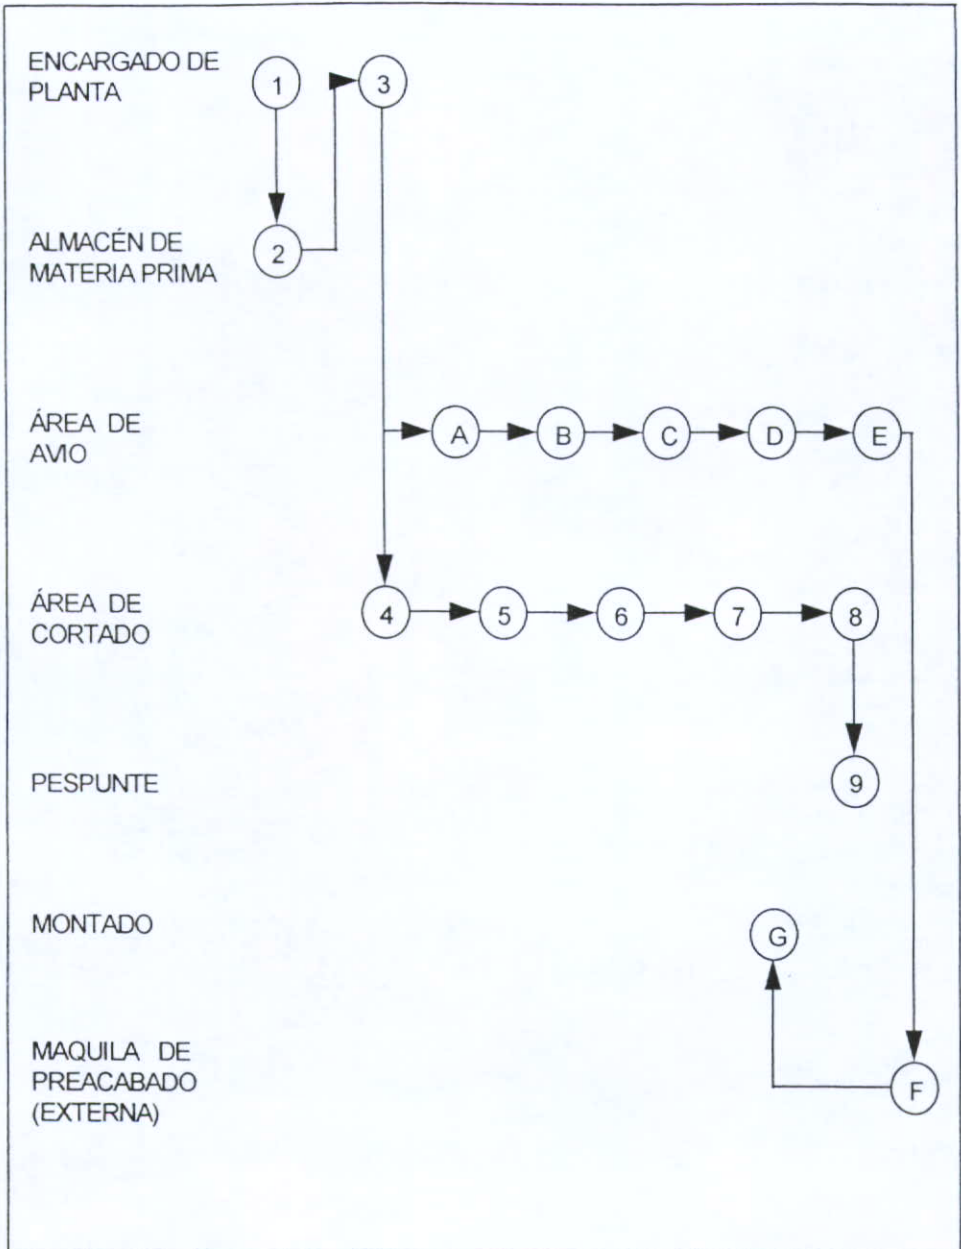 ENCARGADO DE
PLANTA
1
3
ALMACÉN DE
MATERIA PRIMA
2
ÁREA DE
AVIO
A
B
C
D
E
ÁREA DE
CORTADO
4
5
6
7
8
PESPUNTE
9
MONTADO
G
MAQUILA DE
PREACABADO
(EXTERNA)
F